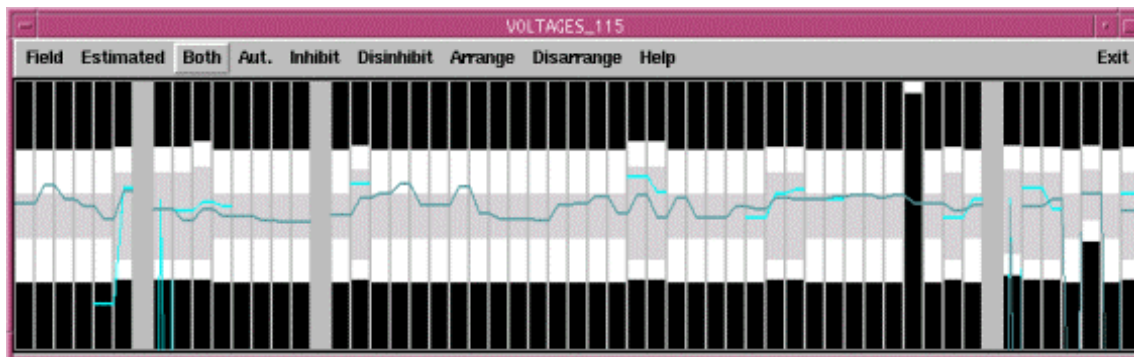 VOLTAGES_115
Field Estimated Both Aut. Inhibit Disinhibit Arrange Disarrange Help Exit